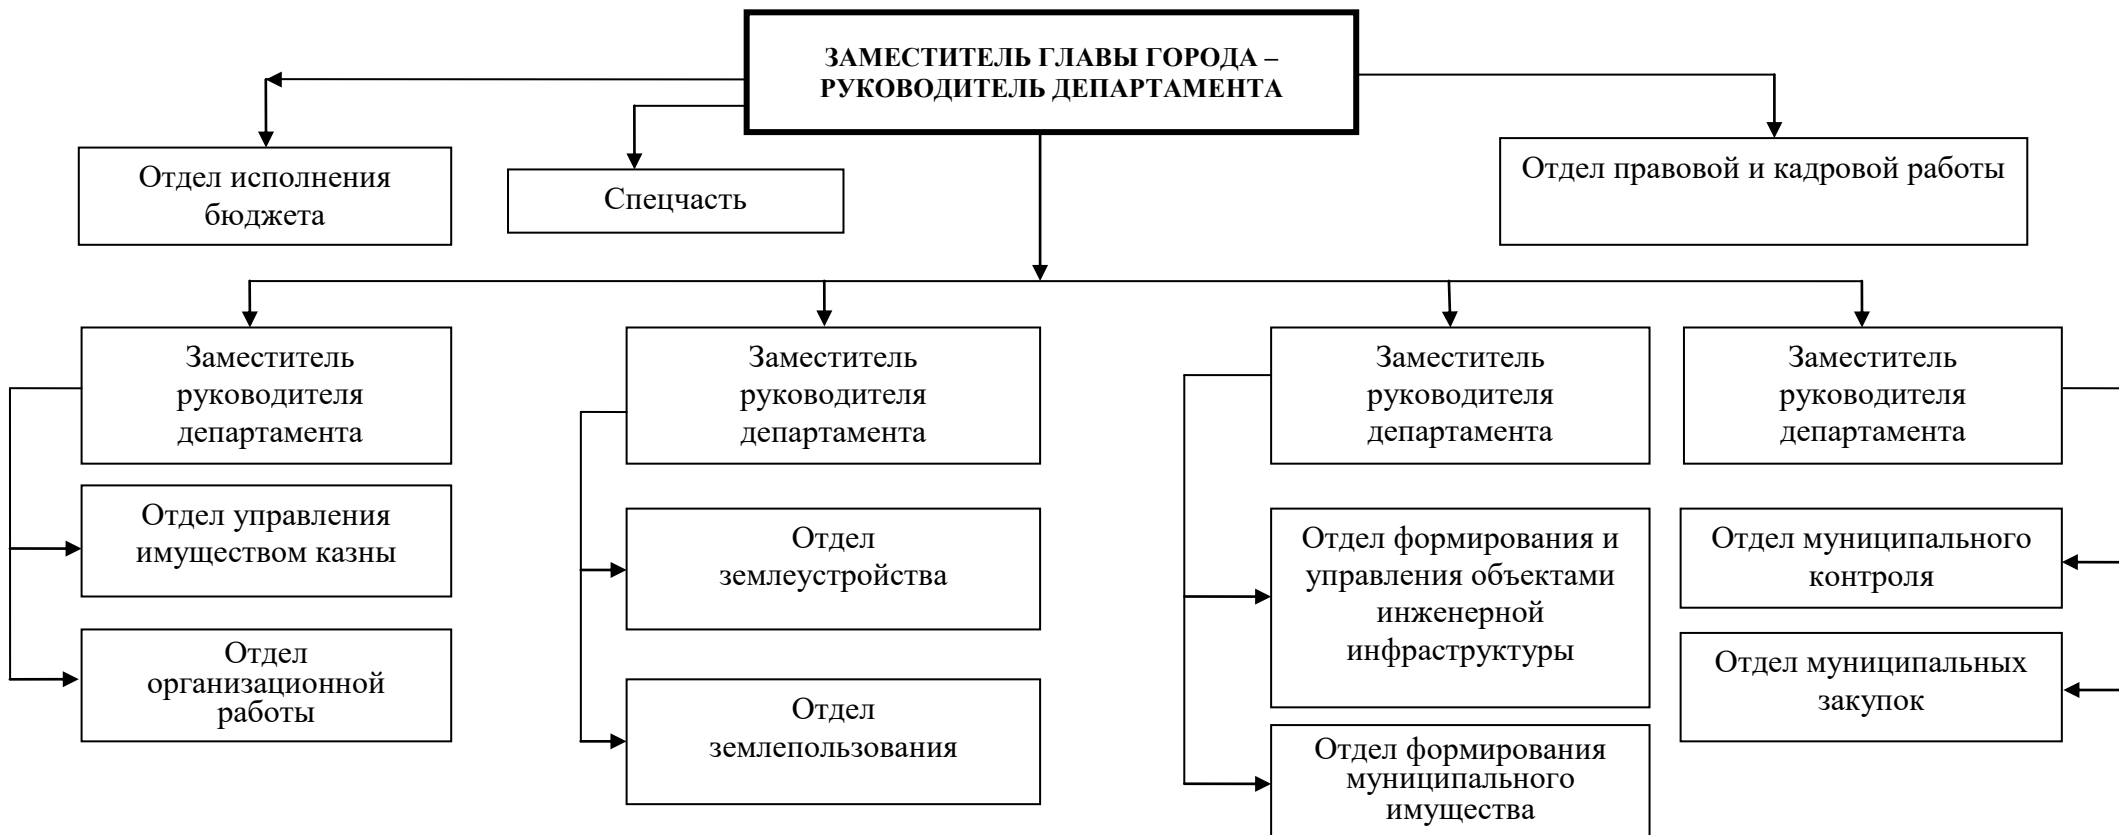 ЗАМЕСТИТЕЛЬ ГЛАВЫ ГОРОДА –
РУКОВОДИТЕЛЬ ДЕПАРТАМЕНТА
Отдел исполнения
бюджета
Спецчасть
Отдел правовой и кадровой работы
Заместитель
руководителя
департамента
Заместитель
руководителя
департамента
Заместитель
руководителя
департамента
Заместитель
руководителя
департамента
Отдел управления
имуществом казны
Отдел
организационной
работы
Отдел
землеустройства
Отдел
землепользования
Отдел формирования и
управления объектами
инженерной
инфраструктуры
Отдел формирования
муниципального
имущества
Отдел муниципального
контроля
Отдел муниципальных
закупок